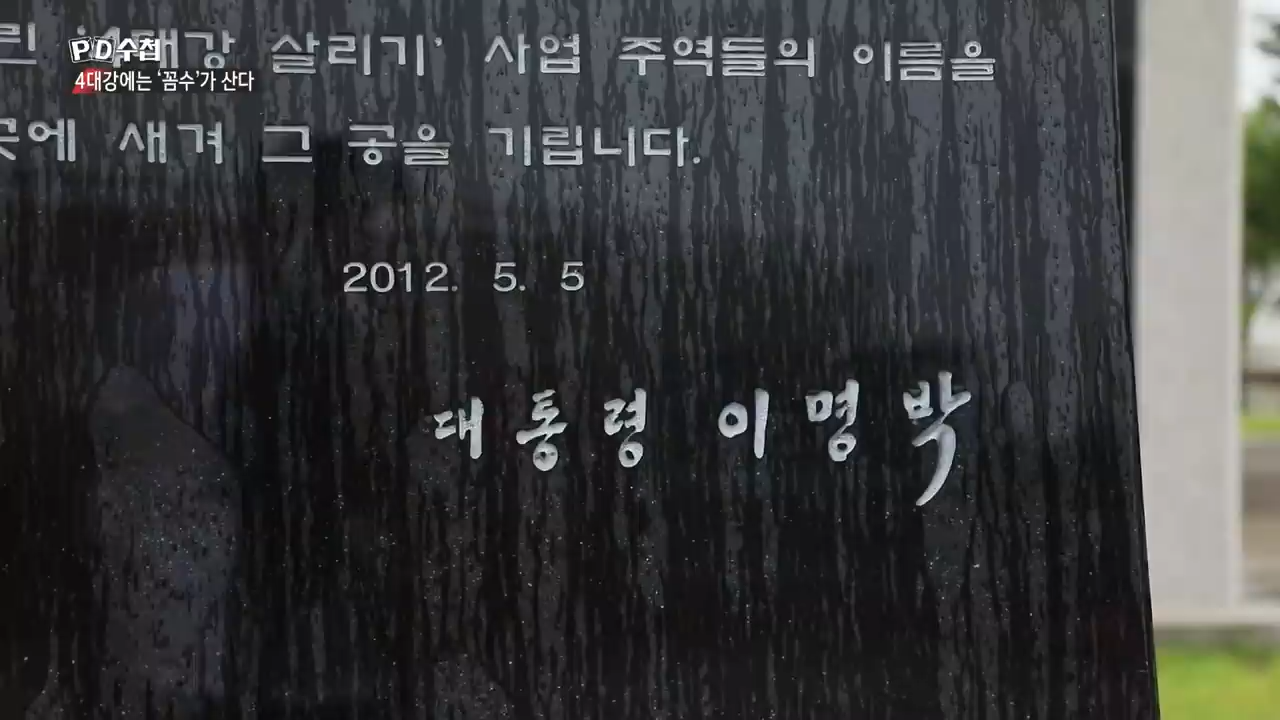 PD수첩
4대강에는 '꼼수'가 산다
'4대강 살리기' 사업 주역들의 이름을
곳에 새겨 그 공을 기립니다.
2012. 5. 5
대통령 이명박